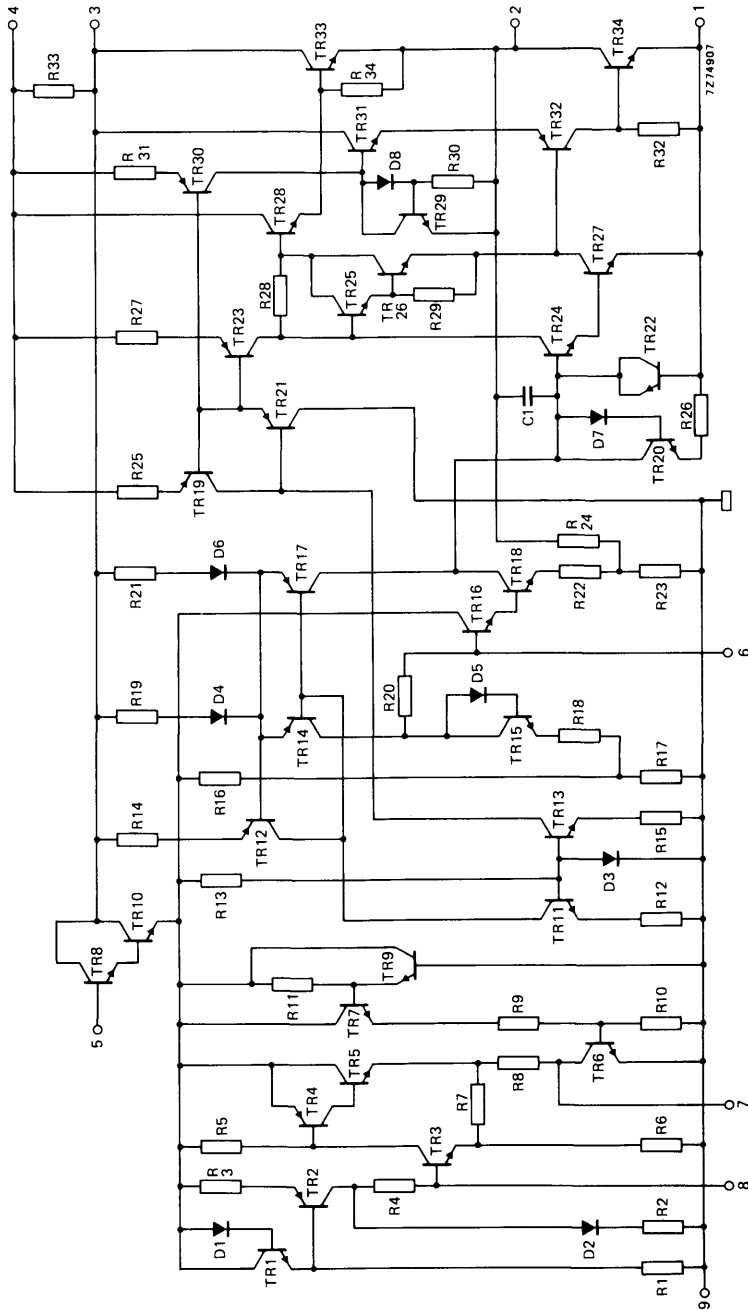 4
R33
3
5
TR8
TR10
R14
R19
R21
R25
R27
R
31
D1
R
3
R5
R11
R13
R16
D4
D6
TR19
TR23
TR30
TR28
TR33
TR1
TR2
TR4
TR5
TR7
TR9
TR12
TR14
TR17
TR21
R28
TR25
TR
26
R29
D8
TR29
R30
TR31
R
34
R4
TR3
R7
R8
R9
TR6
TR11
TR13
R20
D5
TR15
R18
TR16
TR18
R22
R
24
C1
TR24
TR27
TR32
2
D7
TR20
TR22
R26
R32
TR34
R1
D2
R2
R6
R10
R12
D3
R15
R17
R23
9
8
7
6
1
7Z74907